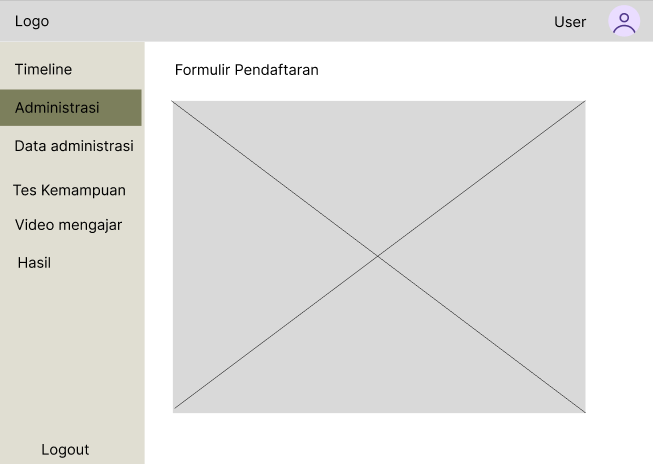 Logo
User
Timeline
Administrasi
Data administrasi
Tes Kemampuan
Video mengajar
Hasil
Logout
Formulir Pendaftaran